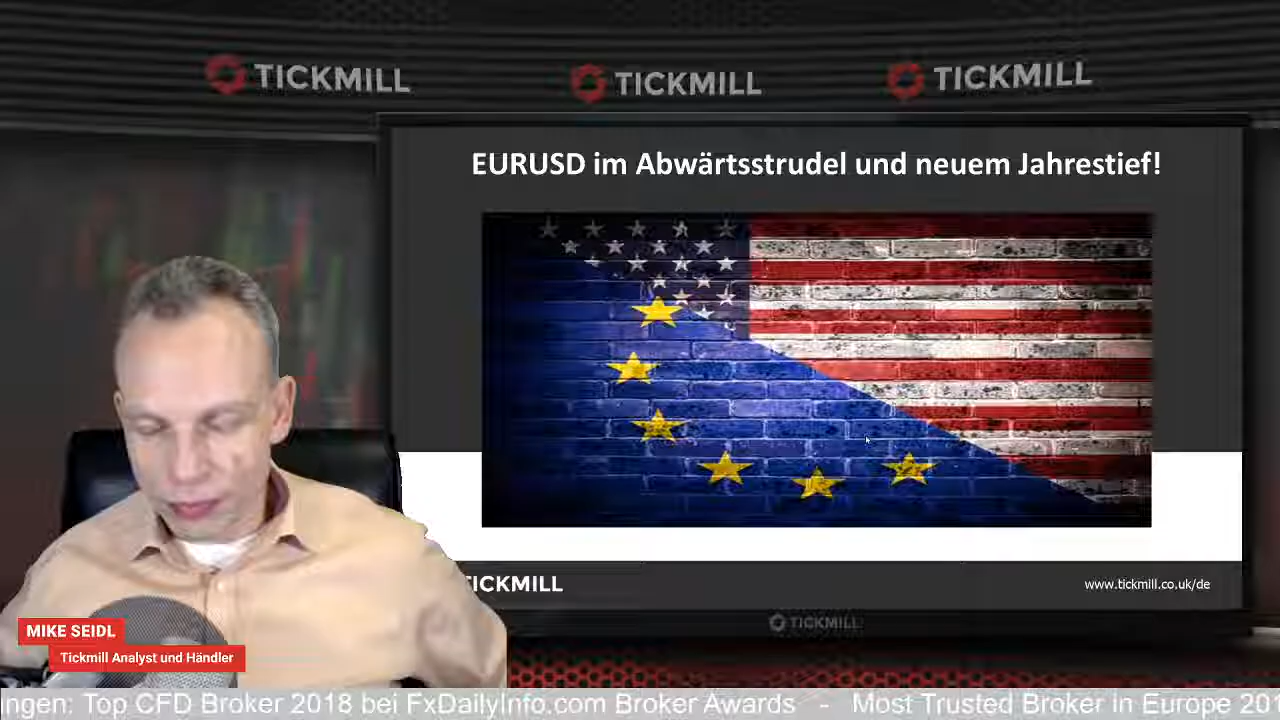 TICKMILL TICKMILL TICKMILL
EURUSD im Abwärtsstrudel und neuem Jahrestief!
TICKMILL
www.tickmill.co.uk/de
TICKMILL
MIKE SEIDL
Tickmill Analyst und Händler
ngen: Top CFD Broker 2018 bei FxDailyInfo.com Broker Awards - Most Trusted Broker in Europe 201